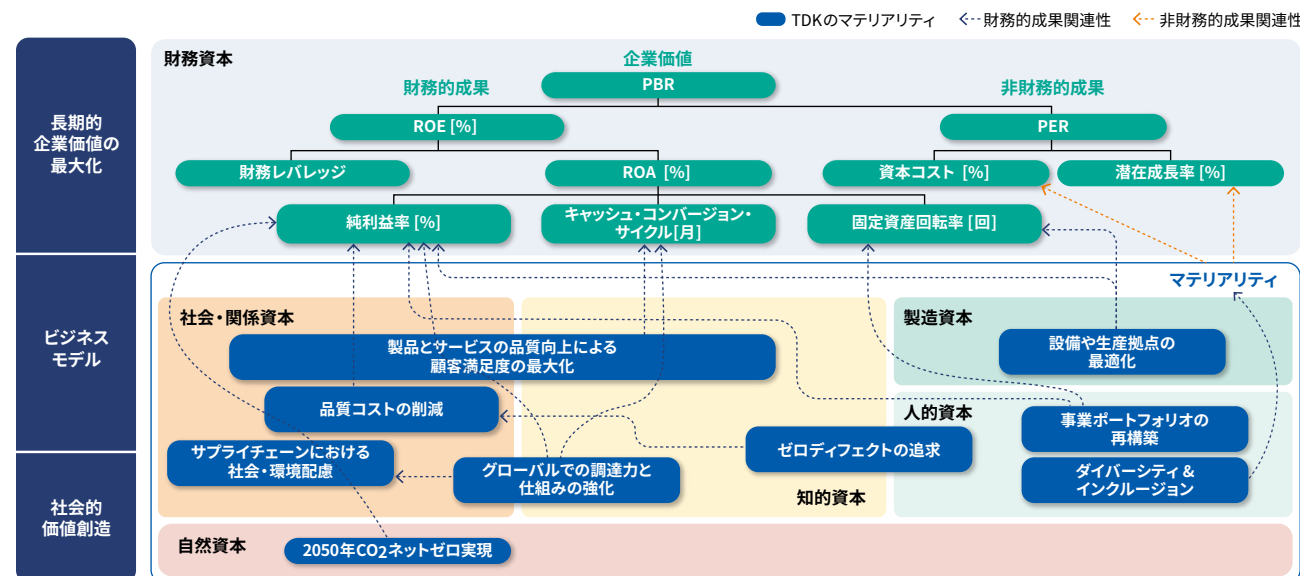 TDKのマテリアリティ
財務的成果関連性
非財務的成果関連性
長期的
企業価値の
最大化
財務資本
企業価値
財務的成果
PBR
非財務的成果
ROE [%]
PER
財務レバレッジ
ROA [%]
資本コスト [%]
潜在成長率 [%]
純利益率 [%]
キャッシュ・コンバージョン・
サイクル[月]
固定資産回転率 [回]
マテリアリティ
ビジネス
モデル
社会・関係資本
製造資本
製品とサービスの品質向上による
顧客満足度の最大化
設備や生産拠点の
最適化
品質コストの削減
人的資本
事業ポートフォリオの
再構築
サプライチェーンにおける
社会・環境配慮
ゼロディフェクトの追求
グローバルでの調達力と
仕組みの強化
ダイバーシティ＆
インクルージョン
知的資本
社会的
価値創造
自然資本
2050年CO2ネットゼロ実現